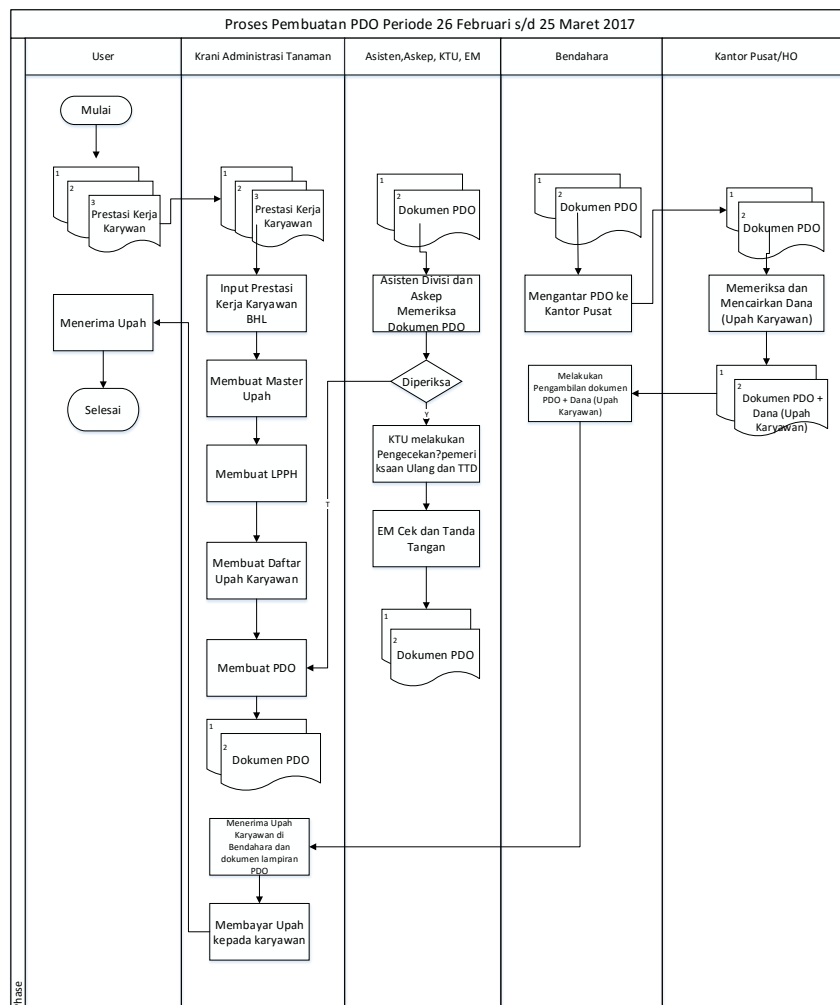 Proses Pembuatan PDO Periode 26 Februari s/d 25 Maret 2017
User
Krani Administrasi Tanaman
Asisten,Askep, KTU, EM
Bendahara
Kantor Pusat/HO
Mulai
1
2
3
Prestasi Kerja
Karywan
Menerima Upah
Selesai
1
2
3
Prestasi Kerja
Karyawan
Input Prestasi
Kerja Karyawan
BHL
Membuat Master
Upah
Membuat LPPH
Membuat Daftar
Upah Karyawan
Membuat PDO
1
2
Dokumen PDO
Menerima Upah
Karyawan di
Bendahara dan
dokumen lampiran
PDO
Membayar Upah
kepada karyawan
1
2
Dokumen PDO
Asisten Divisi dan
Askep
Memeriksa
Dokumen PDO
Diperiksa
Y
T
KTU melakukan
Pengecekan?pemeri
ksaan Ulang dan TTD
EM Cek dan Tanda
Tangan
1
2
Dokumen PDO
1
2
Dokumen PDO
Mengantar PDO ke
Kantor Pusat
Melakukan
Pengambilan dokumen
PDO + Dana (Upah
Karyawan)
1
2
Dokumen PDO
Memeriksa dan
Mencairkan Dana
(Upah Karyawan)
1
2
Dokumen PDO +
Dana (Upah
Karyawan)
Phase